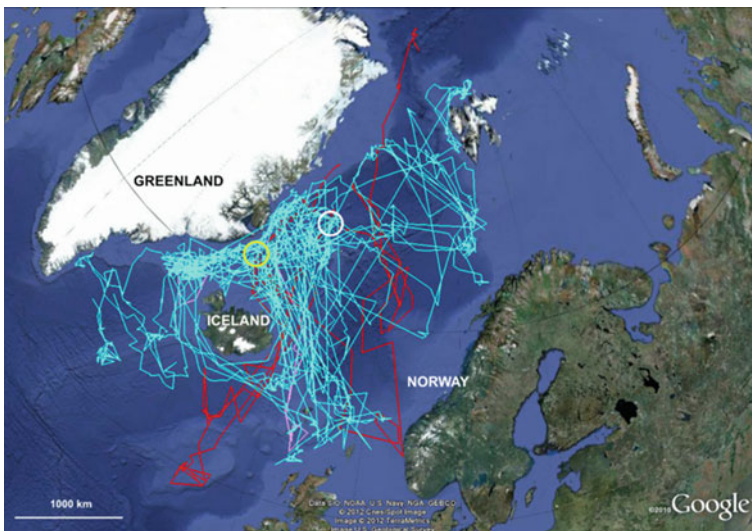 GREENLAND
ICELAND
NORWAY
1000 km
Data SIO, NOAA, U.S. Navy, NGA, GEBCO
© 2012 Cnes/Spot Image
Image © 2012 TerraMetrics
©2010 Google